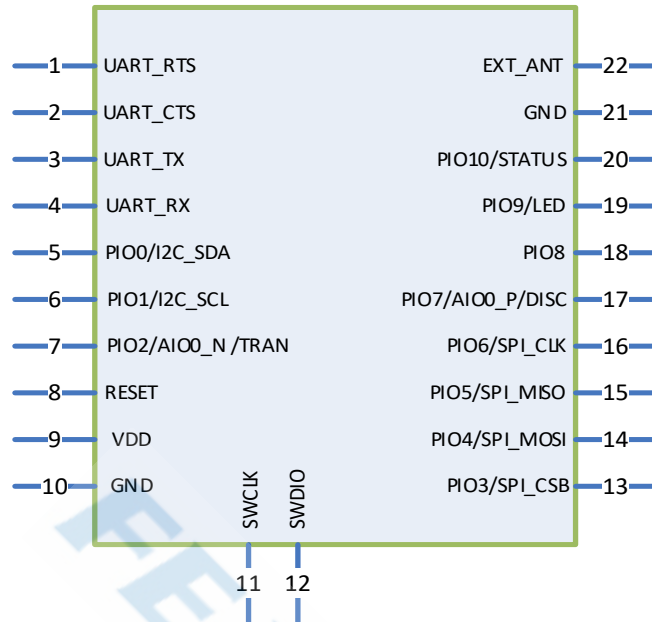 1 UART_RTS EXT_ANT 22
2 UART_CTS GND 21
3 UART_TX PIO10/STATUS 20
4 UART_RX PIO9/LED 19
5 PIO0/I2C_SDA PIO8 18
6 PIO1/I2C_SCL PIO7/AIO0_P/DISC 17
7 PIO2/AIO0_N /TRAN PIO6/SPI_CLK 16
8 RESET PIO5/SPI_MISO 15
9 VDD PIO4/SPI_MOSI 14
10 GND PIO3/SPI_CSB 13
SWCLK SWDIO
11 12
FE